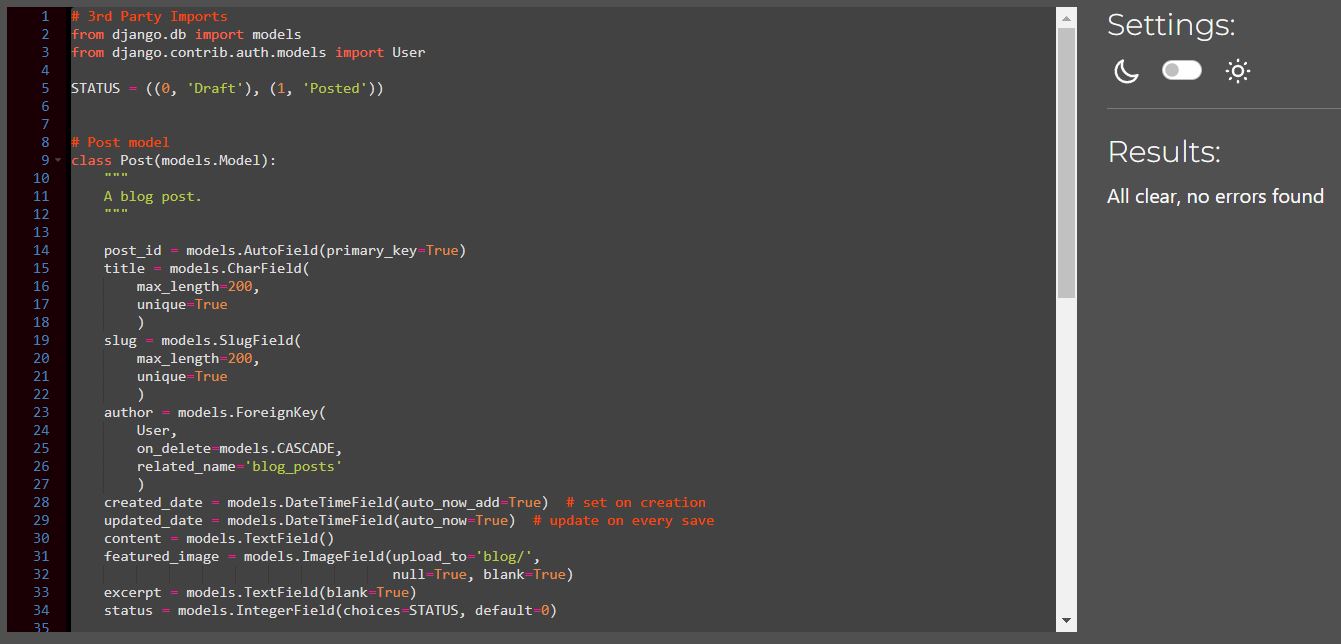 1 # 3rd Party Imports
2 from django.db import models
3 from django.contrib.auth.models import User
4
5 STATUS = ((0, 'Draft'), (1, 'Posted'))
6
7
8 # Post model
9 class Post(models.Model):
10     """
11     A blog post.
12     """
13
14     post_id = models.AutoField(primary_key=True)
15     title = models.CharField(
16         max_length=200,
17         unique=True
18         )
19     slug = models.SlugField(
20         max_length=200,
21         unique=True
22         )
23     author = models.ForeignKey(
24         User,
25         on_delete=models.CASCADE,
26         related_name='blog_posts'
27         )
28     created_date = models.DateTimeField(auto_now_add=True)  # set on creation
29     updated_date = models.DateTimeField(auto_now=True)  # update on every save
30     content = models.TextField()
31     featured_image = models.ImageField(upload_to='blog/',
32                                        null=True, blank=True)
33     excerpt = models.TextField(blank=True)
34     status = models.IntegerField(choices=STATUS, default=0)
35
Settings:
Results:
All clear, no errors found